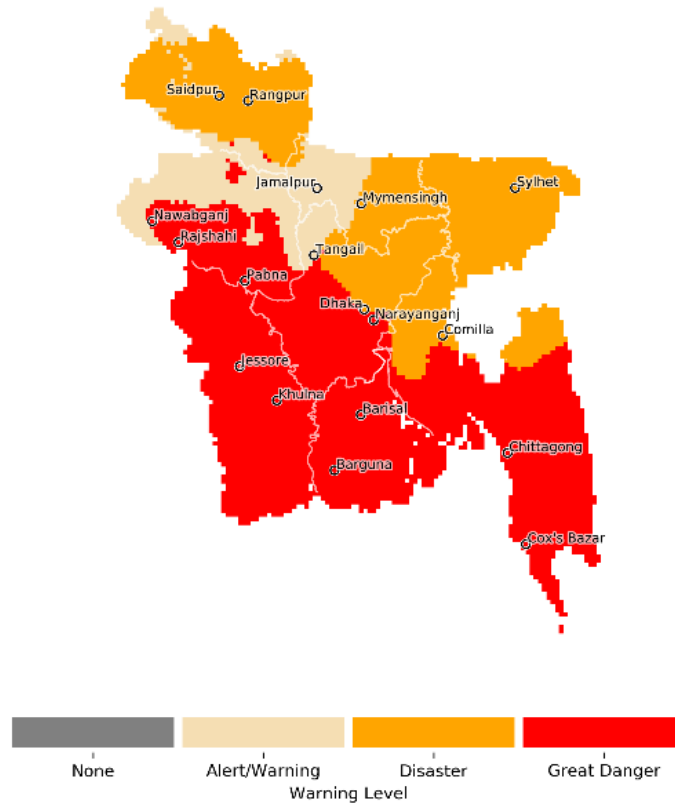 Saidpur
Rangpur
Jamalpur
Sylhet
Mymensingh
Nawabganj
Rajshahi
Tangail
Pabna
Dhaka
Narayanganj
Comilla
Jessore
Khulna
Barisal
Chittagong
Barguna
Cox's Bazar
None Alert/Warning Disaster Great Danger
Warning Level